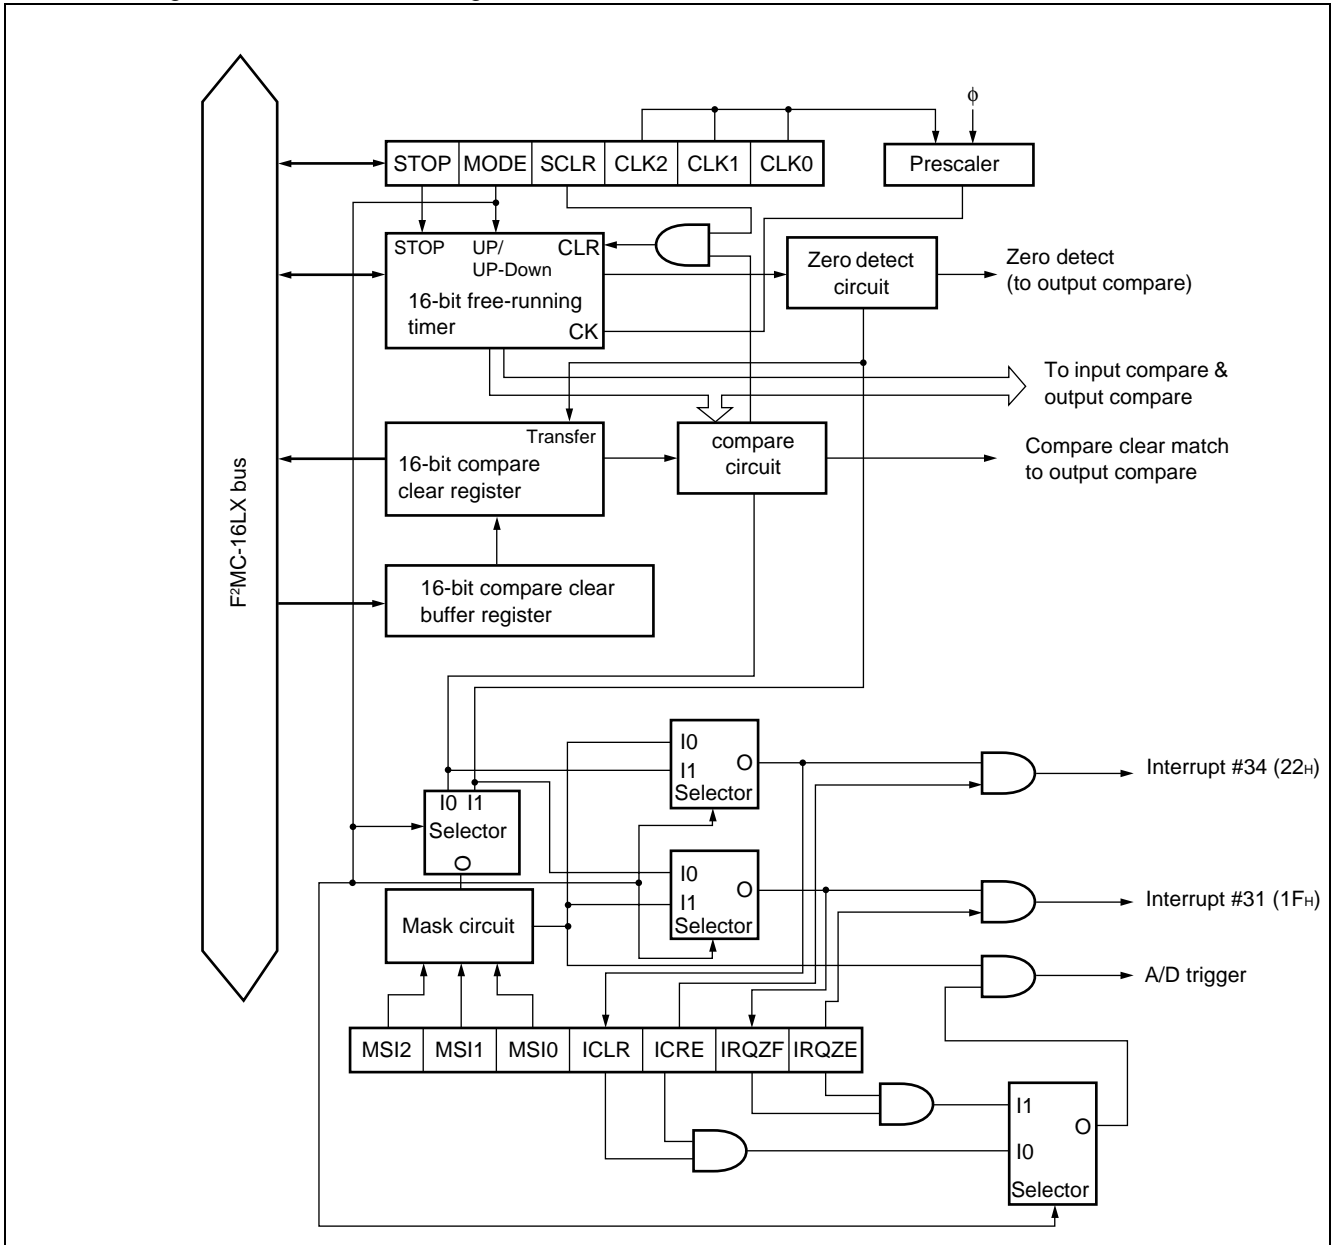 ϕ
STOP MODE SCLR CLK2 CLK1 CLK0
Prescaler
STOP UP/ CLR
UP-Down
16-bit free-running
timer
CK
Zero detect
circuit
Zero detect
(to output compare)
To input compare &
output compare
Transfer
16-bit compare
clear register
compare
circuit
Compare clear match
to output compare
F²MC-16LX bus
16-bit compare clear
buffer register
I0
I1
O
Selector
Interrupt #34 (22H)
I0 I1
Selector
O
I0
I1
O
Selector
Interrupt #31 (1FH)
Mask circuit
A/D trigger
MSI2 MSI1 MSI0 ICLR ICRE IRQZF IRQZE
I1
O
I0
Selector